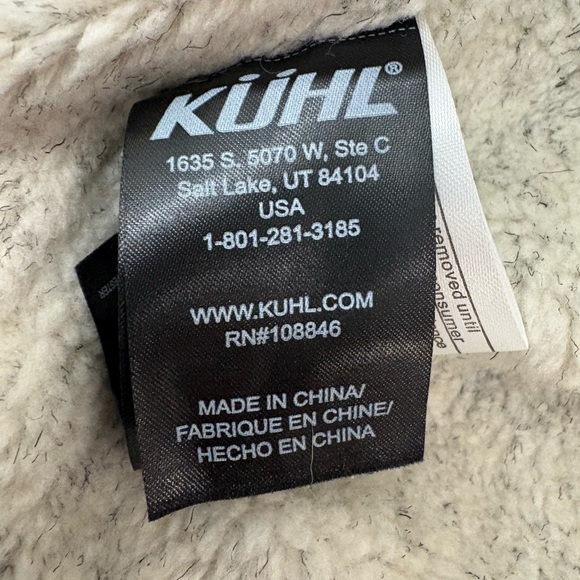 KÜHL®
1635 S. 5070 W, Ste C
Salt Lake, UT 84104
USA
1-801-281-3185
WWW.KUHL.COM
RN#108846
MADE IN CHINA/
FABRIQUE EN CHINE/
HECHO EN CHINA
removed until